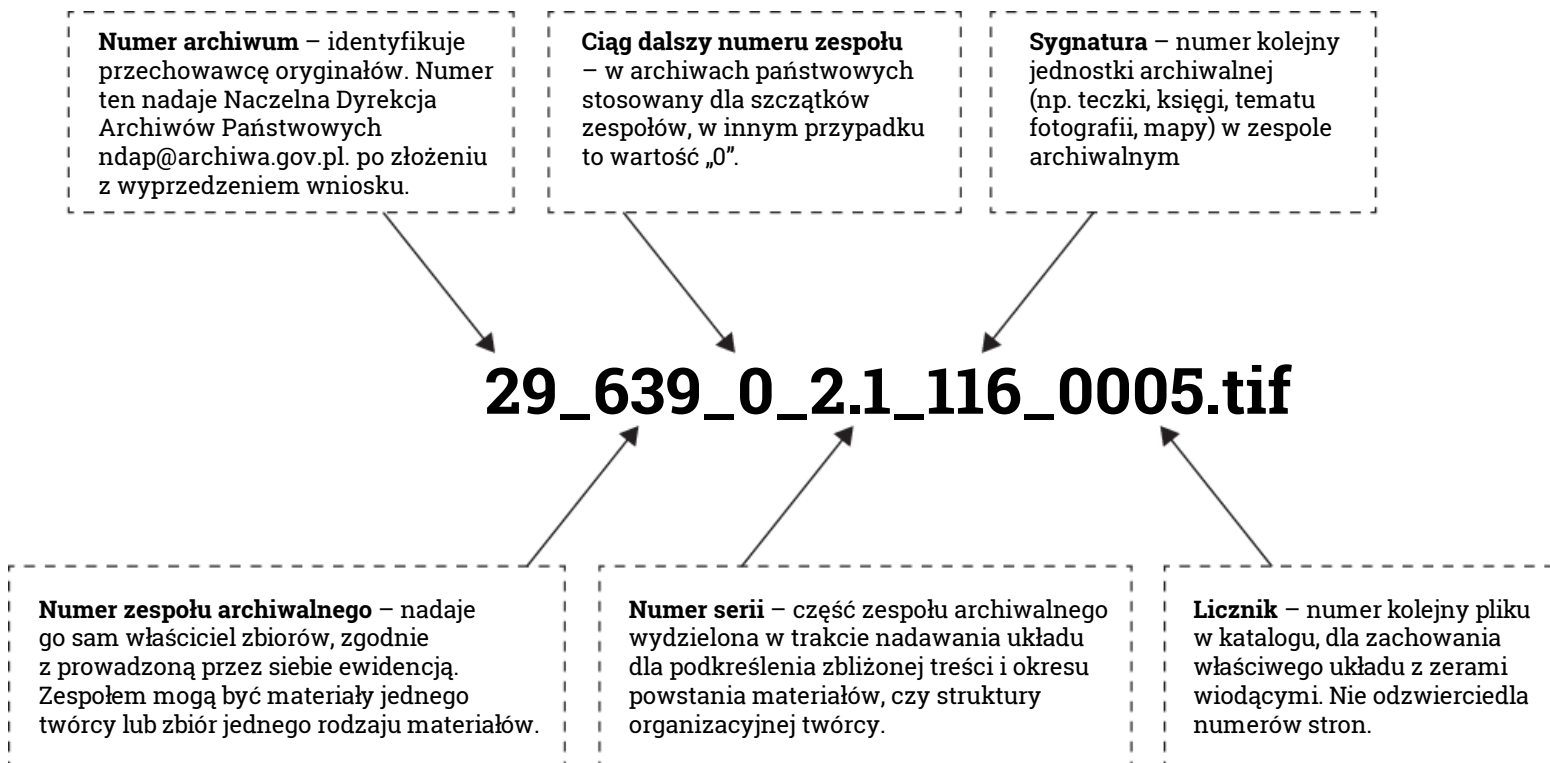 Numer archiwum – identyfikuje
przechowawcę oryginałów. Numer
ten nadaje Naczelna Dyrekcja
Archiwów Państwowych
ndap@archiwa.gov.pl. po złożeniu
z wyprzedzeniem wniosku.
Ciąg dalszy numeru zespołu
– w archiwach państwowych
stosowany dla szczątków
zespołów, w innym przypadku
to wartość „0”.
Sygnatura – numer kolejny
jednostki archiwalnej
(np. teczki, księgi, tematu
fotografii, mapy) w zespole
archiwalnym
29_639_0_2.1_116_0005.tif
Numer zespołu archiwalnego – nadaje
go sam właściciel zbiorów, zgodnie
z prowadzoną przez siebie ewidencją.
Zespołem mogą być materiały jednego
twórcy lub zbiór jednego rodzaju materiałów.
Numer serii – część zespołu archiwalnego
wydzielona w trakcie nadawania układu
dla podkreślenia zbliżonej treści i okresu
powstania materiałów, czy struktury
organizacyjnej twórcy.
Licznik – numer kolejny pliku
w katalogu, dla zachowania
właściwego układu z zerami
wiodącymi. Nie odzwierciedla
numerów stron.